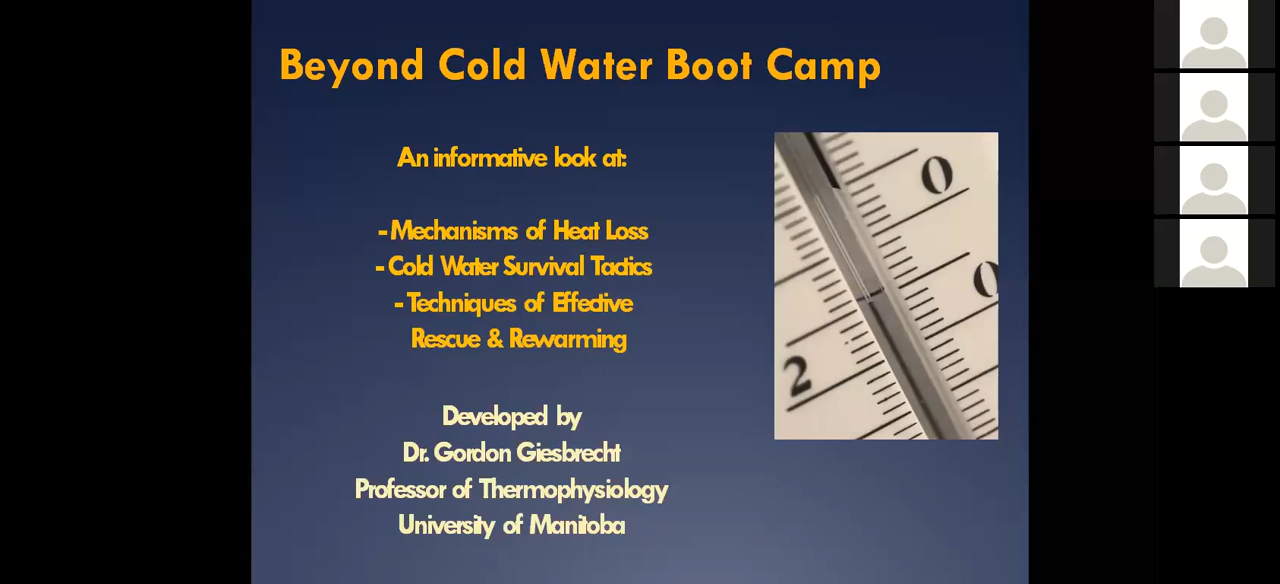 Beyond Cold Water Boot Camp
An informative look at:
- Mechanisms of Heat Loss
- Cold Water Survival Tactics
- Techniques of Effective
Rescue & Rewarming
Developed by
Dr. Gordon Giesbrecht
Professor of Thermophysiology
University of Manitoba
0
0
2